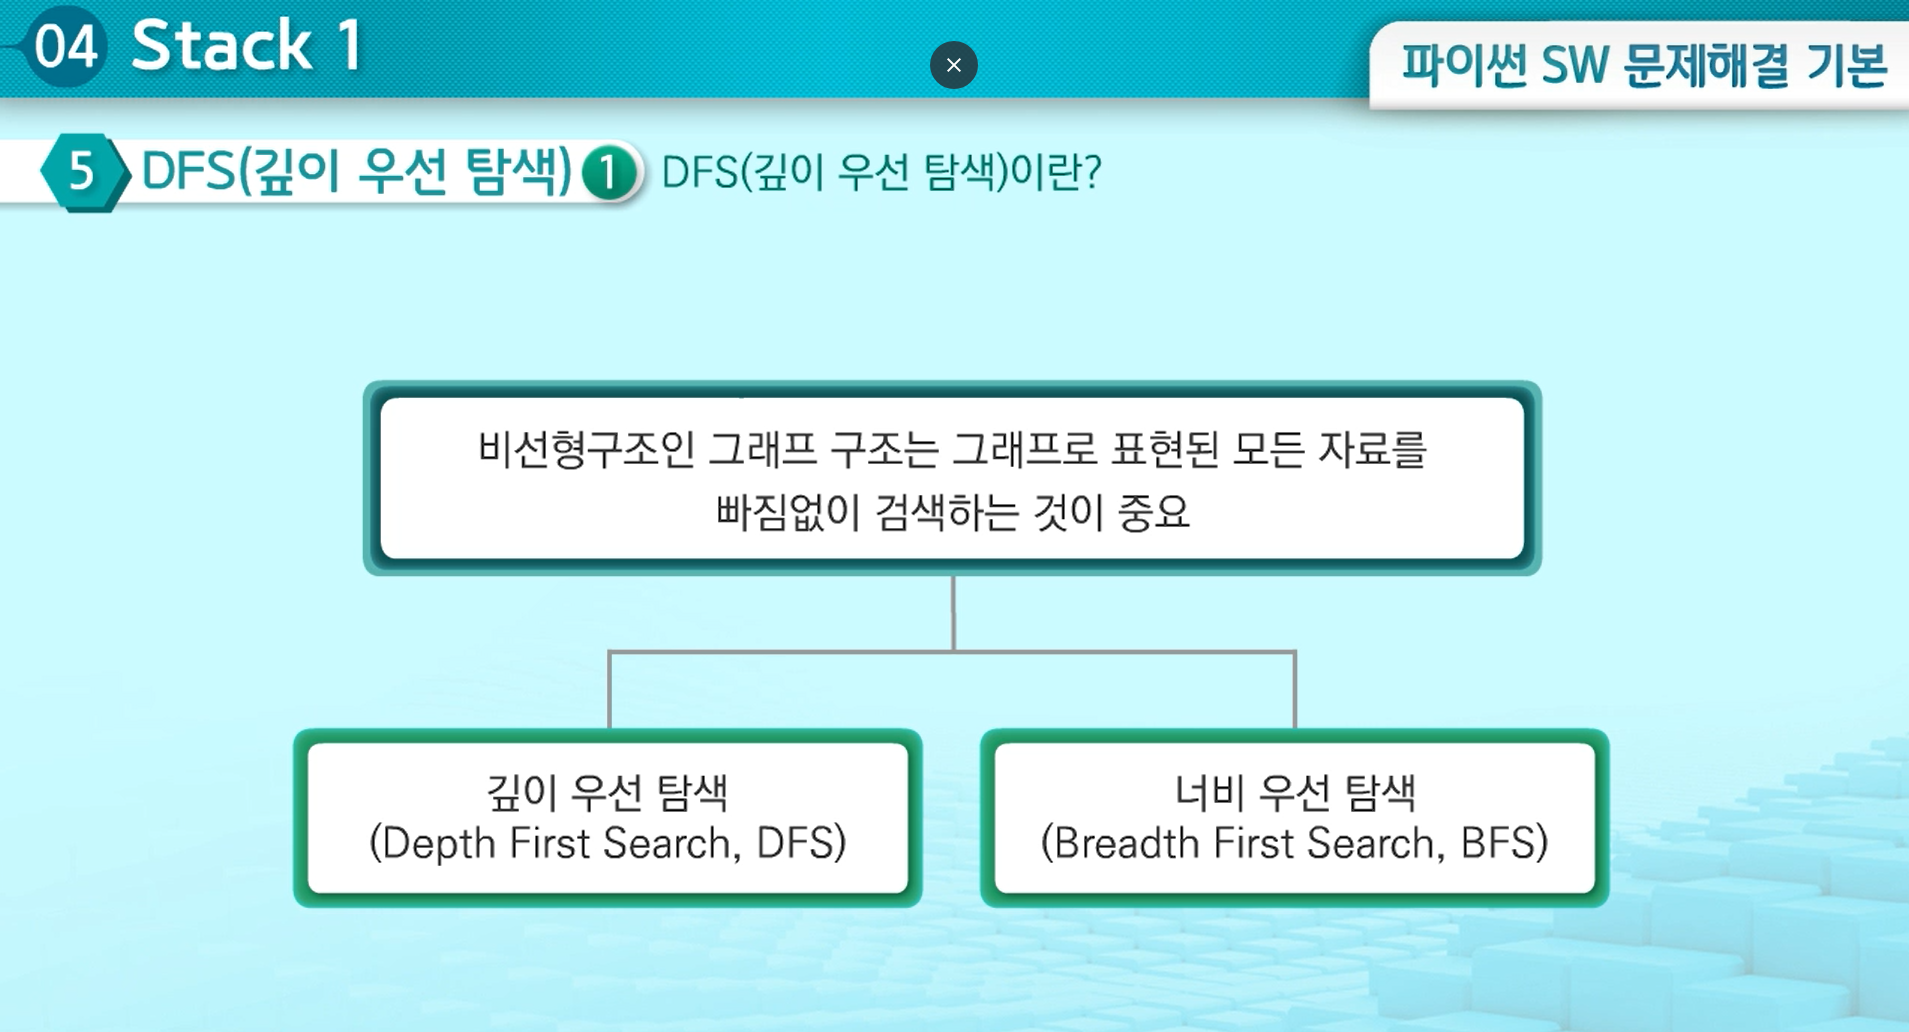 04 Stack 1
파이썬 SW 문제해결 기본
5 DFS(깊이 우선 탐색) 1 DFS(깊이 우선 탐색)이란?
비선형구조인 그래프 구조는 그래프로 표현된 모든 자료를
빠짐없이 검색하는 것이 중요
깊이 우선 탐색
(Depth First Search, DFS)
너비 우선 탐색
(Breadth First Search, BFS)